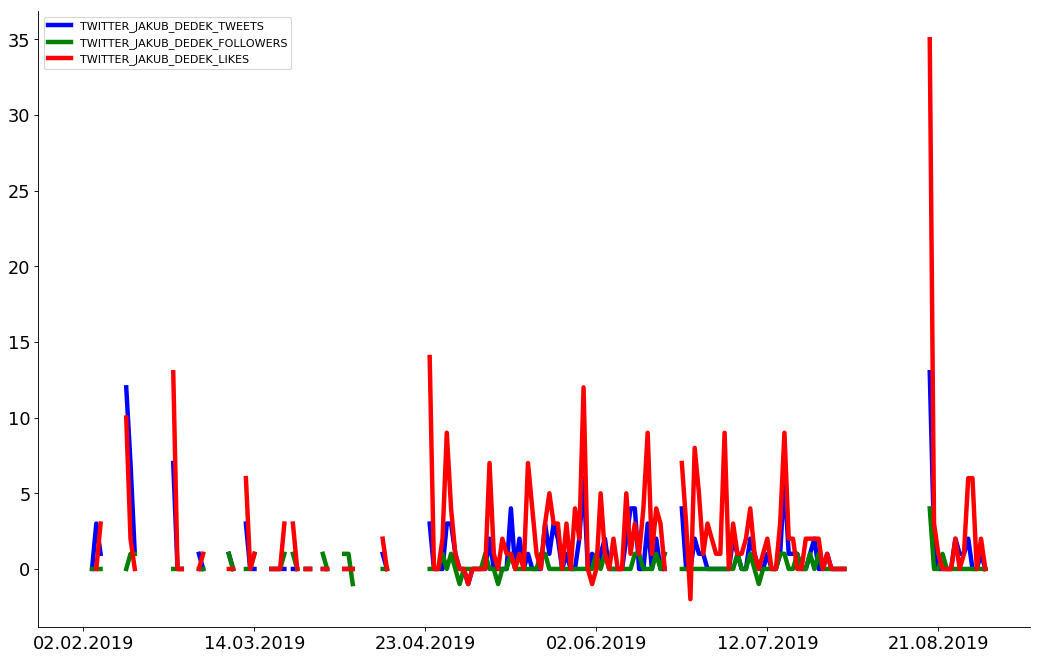 TWITTER_JAKUB_DEDEK_TWEETS
TWITTER_JAKUB_DEDEK_FOLLOWERS
TWITTER_JAKUB_DEDEK_LIKES
35
30
25
20
15
10
5
0
02.02.2019 14.03.2019 23.04.2019 02.06.2019 12.07.2019 21.08.2019